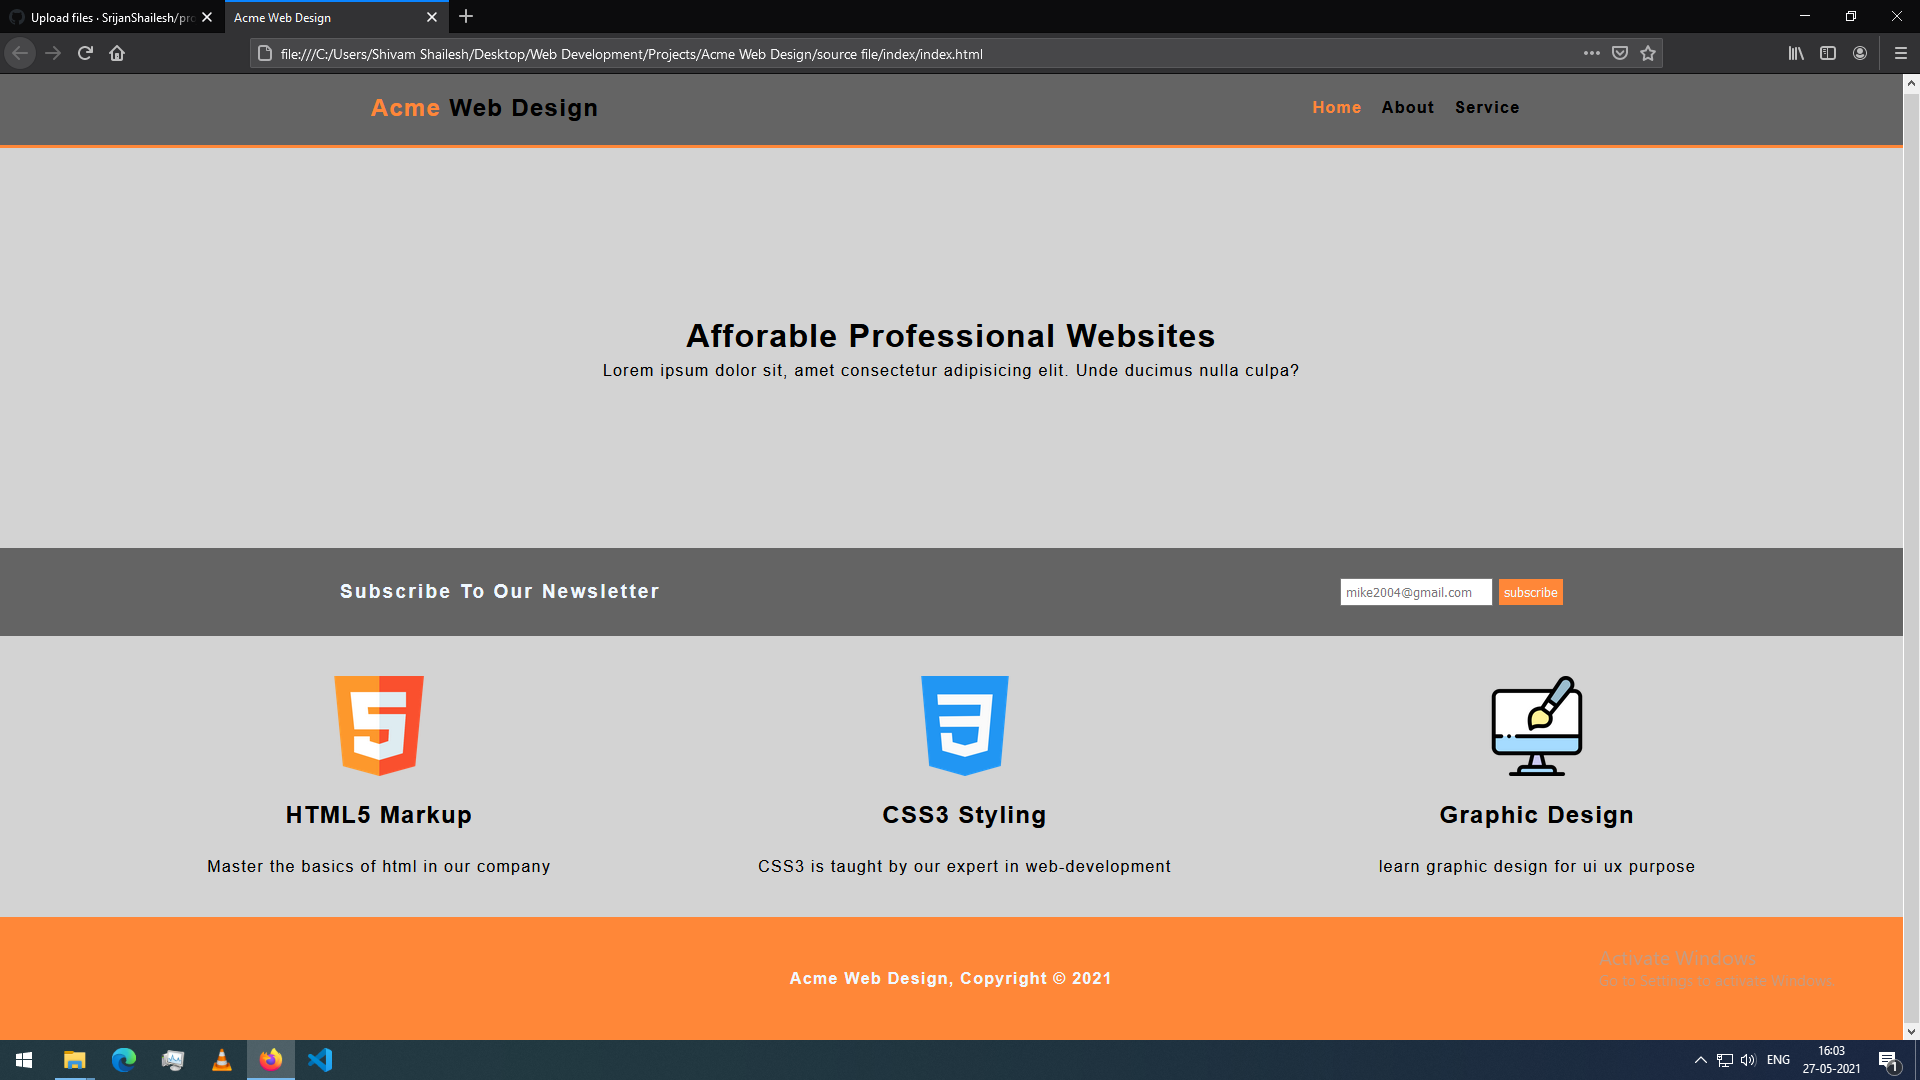 Upload files · SrijanShailesh/pro
Acme Web Design
file:///C:/Users/Shivam Shailesh/Desktop/Web Development/Projects/Acme Web Design/source file/index/index.html
Acme Web Design
Home About Service
Afforable Professional Websites
Lorem ipsum dolor sit, amet consectetur adipisicing elit. Unde ducimus nulla culpa?
Subscribe To Our Newsletter
mike2004@gmail.com subscribe
HTML5 Markup
Master the basics of html in our company
CSS3 Styling
CSS3 is taught by our expert in web-development
Graphic Design
learn graphic design for ui ux purpose
Acme Web Design, Copyright © 2021
Activate Windows
Go to Settings to activate Windows.
ENG
16:03
27-05-2021
1